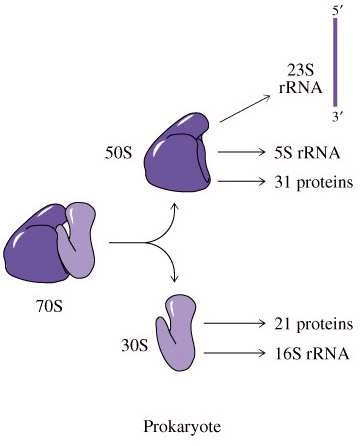 5′
23S
rRNA
3′
50S
5S rRNA
31 proteins
70S
30S
21 proteins
16S rRNA
Prokaryote